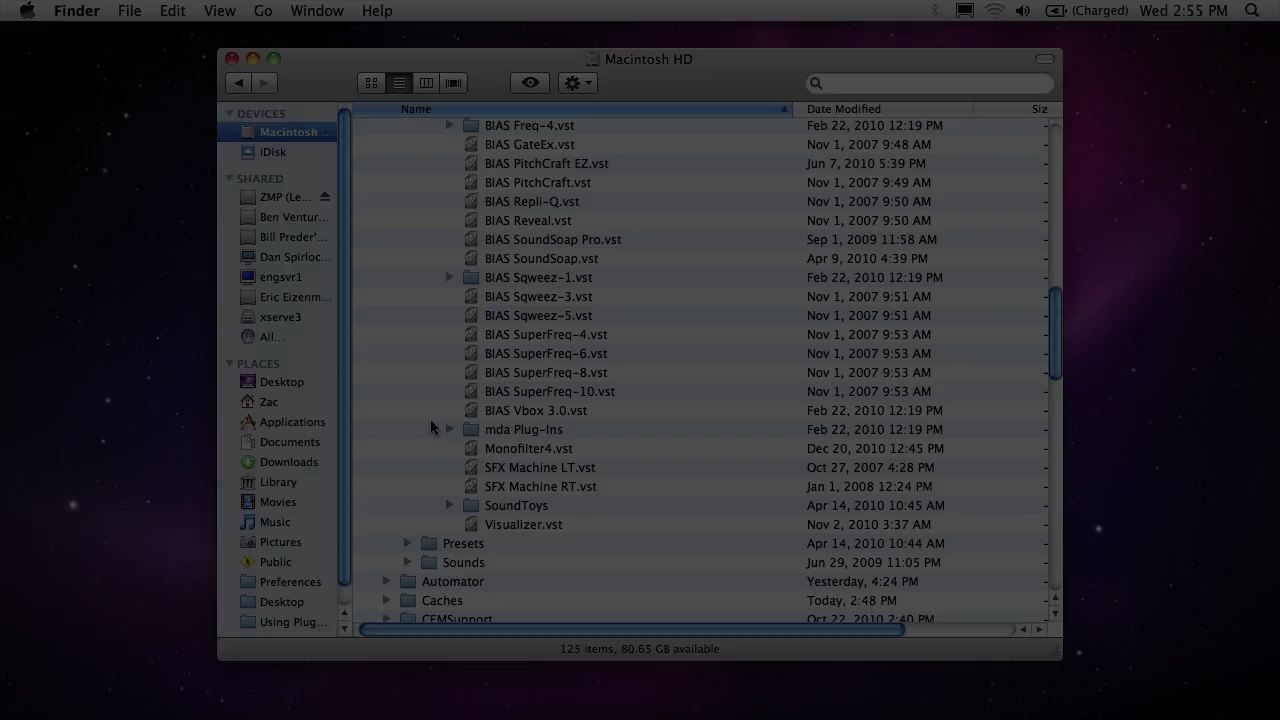 Finder File Edit View Go Window Help (Charged) Wed 2:55 PM
Macintosh HD
Name Date Modified Siz
DEVICES
Macintosh ...
iDisk
SHARED
ZMP (Le...
Ben Ventur...
Bill Preder'...
Dan Spirloc...
engsvr1
Eric Eizenm...
xserve3
All...
PLACES
Desktop
Zac
Applications
Documents
Downloads
Library
Movies
Music
Pictures
Public
Preferences
Desktop
Using Plug...
BIAS Freq-4.vst Feb 22, 2010 12:19 PM
BIAS GateEx.vst Nov 1, 2007 9:48 AM
BIAS PitchCraft EZ.vst Jun 7, 2010 5:39 PM
BIAS PitchCraft.vst Nov 1, 2007 9:49 AM
BIAS Repli-Q.vst Nov 1, 2007 9:50 AM
BIAS Reveal.vst Nov 1, 2007 9:50 AM
BIAS SoundSoap Pro.vst Sep 1, 2009 11:58 AM
BIAS SoundSoap.vst Apr 9, 2010 4:39 PM
BIAS Sqweez-1.vst Feb 22, 2010 12:19 PM
BIAS Sqweez-3.vst Nov 1, 2007 9:51 AM
BIAS Sqweez-5.vst Nov 1, 2007 9:51 AM
BIAS SuperFreq-4.vst Nov 1, 2007 9:53 AM
BIAS SuperFreq-6.vst Nov 1, 2007 9:53 AM
BIAS SuperFreq-8.vst Nov 1, 2007 9:53 AM
BIAS SuperFreq-10.vst Nov 1, 2007 9:53 AM
BIAS Vbox 3.0.vst Feb 22, 2010 12:19 PM
mda Plug-Ins Feb 22, 2010 12:19 PM
Monofilter4.vst Dec 20, 2010 12:45 PM
SFX Machine LT.vst Oct 27, 2007 4:28 PM
SFX Machine RT.vst Jan 1, 2008 12:24 PM
SoundToys Apr 14, 2010 10:45 AM
Visualizer.vst Nov 2, 2010 3:37 AM
Presets Apr 14, 2010 10:44 AM
Sounds Jun 29, 2009 11:05 PM
Automator Yesterday, 4:24 PM
Caches Today, 2:48 PM
CEMSupport Oct 22, 2010 2:40 PM
125 items, 80.65 GB available